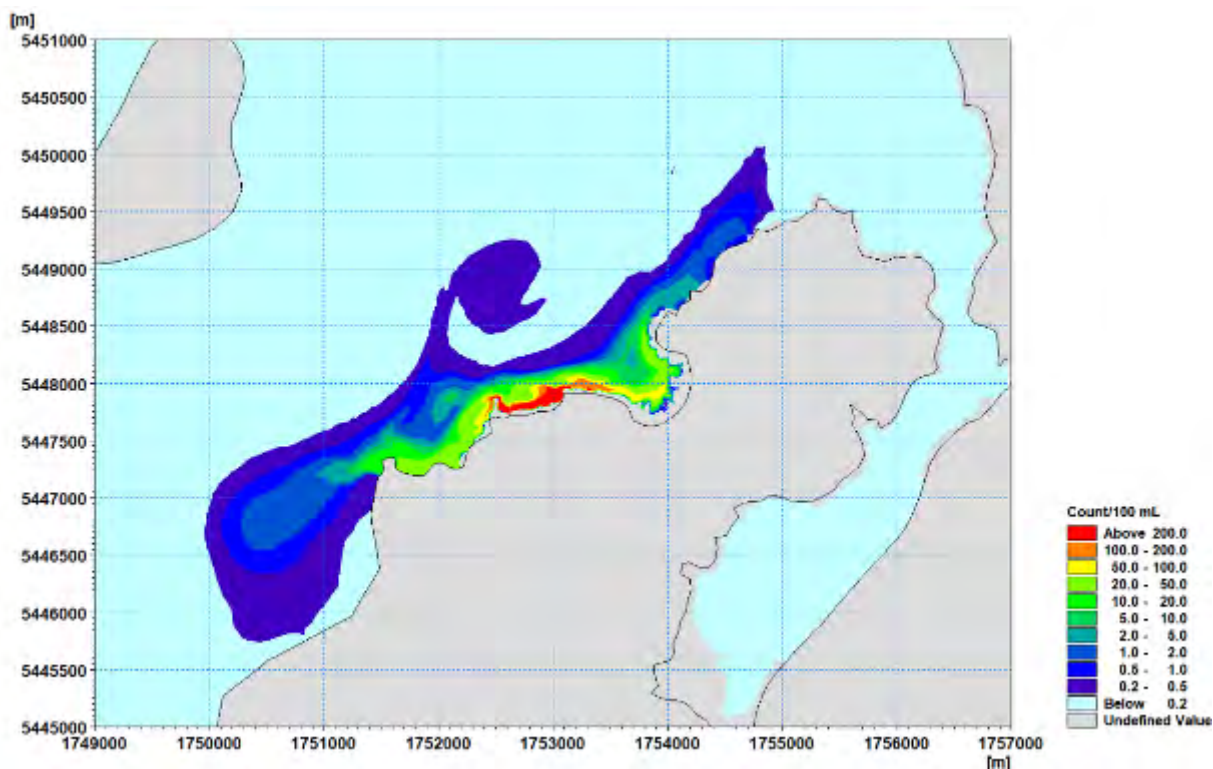 [m]
5451000
5450500
5450000
5449500
5449000
5448500
5448000
5447500
5447000
5446500
5446000
5445500
5445000
1749000 1750000 1751000 1752000 1753000 1754000 1755000 1756000 1757000
[m]
Count/100 mL
Above 200.0
100.0 - 200.0
50.0 - 100.0
20.0 - 50.0
10.0 - 20.0
5.0 - 10.0
2.0 - 5.0
1.0 - 2.0
0.5 - 1.0
0.2 - 0.5
Below 0.2
Undefined Value